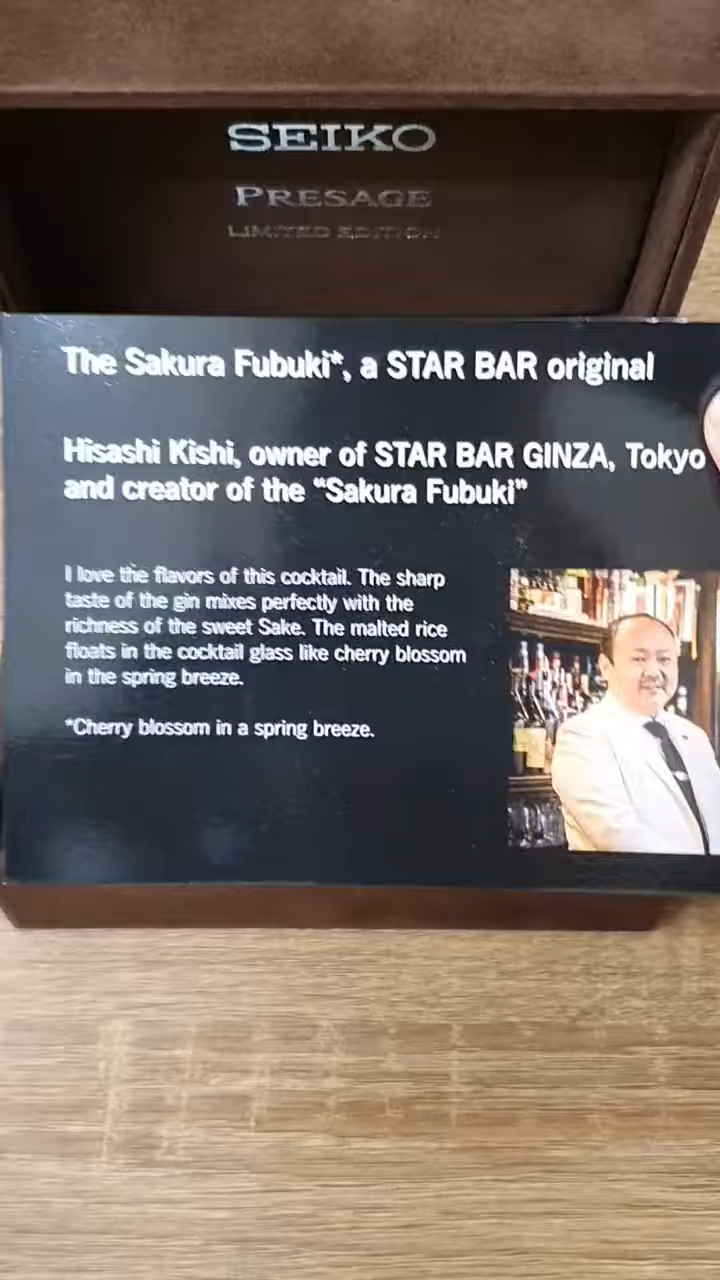 SEIKO
PRESAGE
LIMITED EDITION
The Sakura Fubuki*, a STAR BAR original
Hisashi Kishi, owner of STAR BAR GINZA, Tokyo
and creator of the “Sakura Fubuki”
I love the flavors of this cocktail. The sharp
taste of the gin mixes perfectly with the
richness of the sweet Sake. The malted rice
floats in the cocktail glass like cherry blossom
in the spring breeze.
*Cherry blossom in a spring breeze.